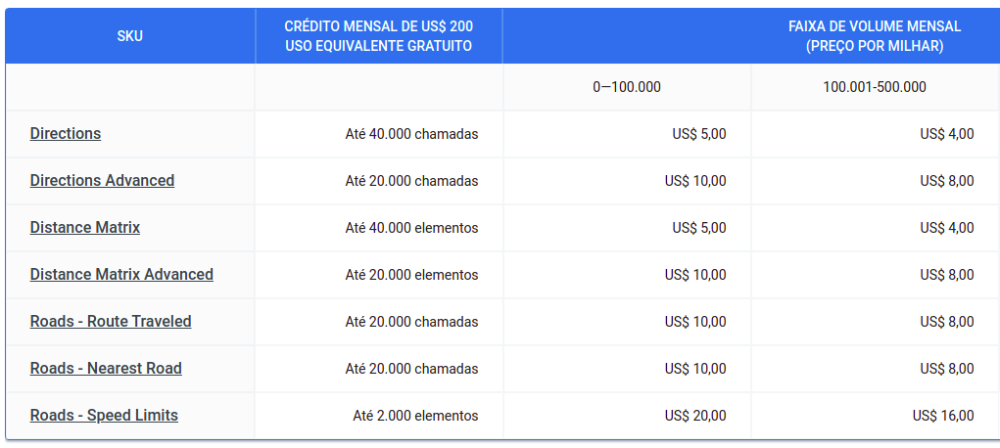 SKU
CRÉDITO MENSAL DE US$ 200
USO EQUIVALENTE GRATUITO
FAIXA DE VOLUME MENSAL
(PREÇO POR MILHAR)
0—100.000 100.001-500.000
Directions Até 40.000 chamadas US$ 5,00 US$ 4,00
Directions Advanced Até 20.000 chamadas US$ 10,00 US$ 8,00
Distance Matrix Até 40.000 elementos US$ 5,00 US$ 4,00
Distance Matrix Advanced Até 20.000 elementos US$ 10,00 US$ 8,00
Roads - Route Traveled Até 20.000 chamadas US$ 10,00 US$ 8,00
Roads - Nearest Road Até 20.000 chamadas US$ 10,00 US$ 8,00
Roads - Speed Limits Até 2.000 elementos US$ 20,00 US$ 16,00